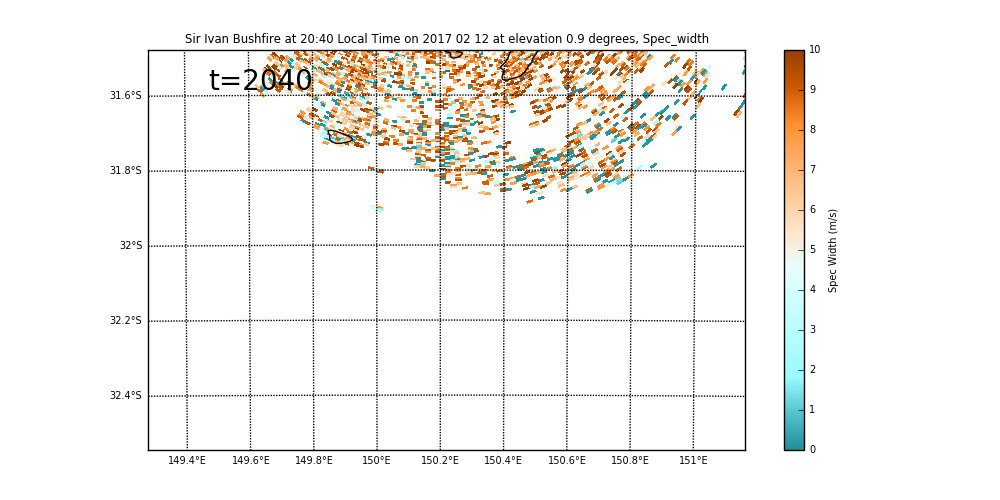 Sir Ivan Bushfire at 20:40 Local Time on 2017 02 12 at elevation 0.9 degrees, Spec_width
t=2040
31.6°S
31.8°S
32°S
32.2°S
32.4°S
149.4°E 149.6°E 149.8°E 150°E 150.2°E 150.4°E 150.6°E 150.8°E 151°E
10
9
8
7
6
5
4
3
2
1
0
Spec Width (m/s)